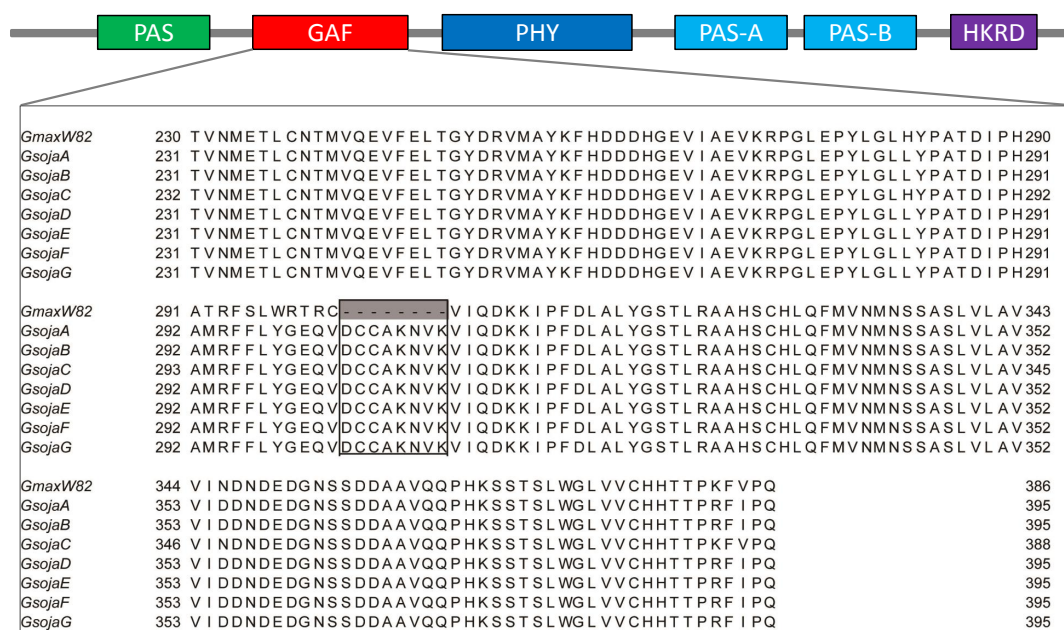 PAS GAF PHY PAS-A PAS-B HKRD
GmaxW82 230 TVNMETLCNTMVQEVFELTGYDRVMAYKFHDDDHGEVIAEVKRPGLEPYLGLHYPATDIPH 290
GsojaA 231 TVNMETLCNTMVQEVFELTGYDRVMAYKFHDDDHGEVIAEVKRPGLEPYLGLLYPATDIPH 291
GsojaB 231 TVNMETLCNTMVQEVFELTGYDRVMAYKFHDDDHGEVIAEVKRPGLEPYLGLLYPATDIPH 291
GsojaC 232 TVNMETLCNTMVQEVFELTGYDRVMAYKFHDDDHGEVIAEVKRPGLEPYLGLHYPATDIPH 292
GsojaD 231 TVNMETLCNTMVQEVFELTGYDRVMAYKFHDDDHGEVIAEVKRPGLEPYLGLLYPATDIPH 291
GsojaE 231 TVNMETLCNTMVQEVFELTGYDRVMAYKFHDDDHGEVIAEVKRPGLEPYLGLLYPATDIPH 291
GsojaF 231 TVNMETLCNTMVQEVFELTGYDRVMAYKFHDDDHGEVIAEVKRPGLEPYLGLLYPATDIPH 291
GsojaG 231 TVNMETLCNTMVQEVFELTGYDRVMAYKFHDDDHGEVIAEVKRPGLEPYLGLLYPATDIPH 291
GmaxW82 291 ATRFSLWRTRC--------VIQDKKIPFDLALYGSTLRAAHSCHLQFMVNMNSSASLVLAV 343
GsojaA 292 AMRFFLYGEQVDCCAKNVKVIQDKKIPFDLALYGSTLRAAHSCHLQFMVNMNSSASLVLAV 352
GsojaB 292 AMRFFLYGEQVDCCAKNVKVIQDKKIPFDLALYGSTLRAAHSCHLQFMVNMNSSASLVLAV 352
GsojaC 293 AMRFFLYGEQVDCCAKNVKVIQDKKIPFDLALYGSTLRAAHSCHLQFMVNMNSSASLVLAV 345
GsojaD 292 AMRFFLYGEQVDCCAKNVKVIQDKKIPFDLALYGSTLRAAHSCHLQFMVNMNSSASLVLAV 352
GsojaE 292 AMRFFLYGEQVDCCAKNVKVIQDKKIPFDLALYGSTLRAAHSCHLQFMVNMNSSASLVLAV 352
GsojaF 292 AMRFFLYGEQVDCCAKNVKVIQDKKIPFDLALYGSTLRAAHSCHLQFMVNMNSSASLVLAV 352
GsojaG 292 AMRFFLYGEQVDCCAKNVKVIQDKKIPFDLALYGSTLRAAHSCHLQFMVNMNSSASLVLAV 352
GmaxW82 344 VINDNDEDGNSSDDAAVQQPHKSSTSLWGLVVCHHTTPKFVPQ 386
GsojaA 353 VIDDNDEDGNSSDDAAVQQPHKSSTSLWGLVVCHHTTPRFIPQ 395
GsojaB 353 VIDDNDEDGNSSDDAAVQQPHKSSTSLWGLVVCHHTTPRFIPQ 395
GsojaC 346 VINDNDEDGNSSDDAAVQQPHKSSTSLWGLVVCHHTTPKFVPQ 388
GsojaD 353 VIDDNDEDGNSSDDAAVQQPHKSSTSLWGLVVCHHTTPRFIPQ 395
GsojaE 353 VIDDNDEDGNSSDDAAVQQPHKSSTSLWGLVVCHHTTPRFIPQ 395
GsojaF 353 VIDDNDEDGNSSDDAAVQQPHKSSTSLWGLVVCHHTTPRFIPQ 395
GsojaG 353 VIDDNDEDGNSSDDAAVQQPHKSSTSLWGLVVCHHTTPRFIPQ 395